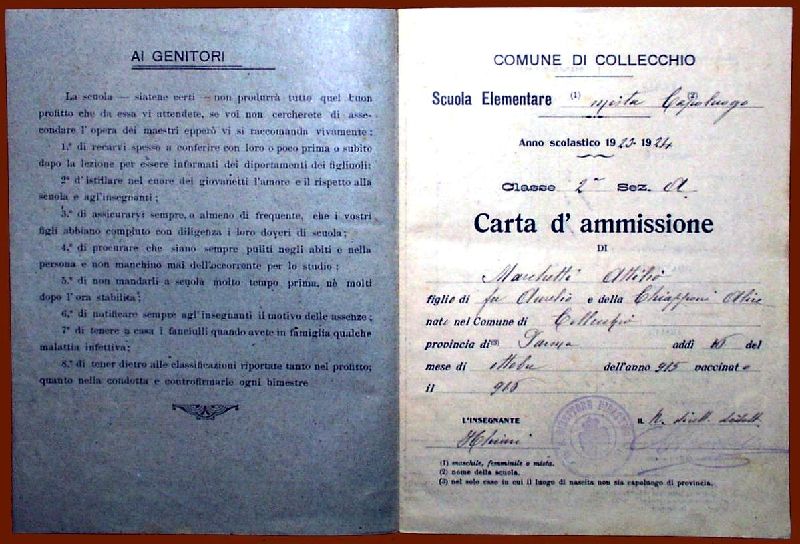 AI GENITORI
La scuola — siatene certi — non produrrà tutto quel buon
profitto che da essa vi attendete, se voi non cercherete di asse-
condare l'opera dei maestri epperò vi si raccomanda vivamente:
1.º di recarvi spesso a conferire con loro o poco prima o subito
dopo la lezione per essere informati dei diportamenti dei figliuoli:
2º d'istillare nel cuore dei giovanetti l'amore e il rispetto alla
scuola e agl'insegnanti;
3.º di assicurarvi sempre, o almeno di frequente, che i vostri
figli abbiano compiuto con diligenza i loro doveri di scuola;
4.º di procurare che siano sempre puliti negli abiti e nella
persona e non manchino mai dell'occorrente per lo studio;
5.º di non mandarli a scuola molto tempo prima, nè molti
dopo l'ora stabilita;
6.º di notificare sempre agl'insegnanti il motivo delle assenze;
7º di tenere a casa i fanciulli quando avete in famiglia qualche
malattia infettiva;
8.º di tener dietro alle classificazioni riportate tanto nel profitto;
quanto nella condotta e controfirmarle ogni bimestre
COMUNE DI COLLECCHIO
Scuola Elementare (1) mista (2) Capoluogo
Anno scolastico 1923-1924
Classe 2ª Sez. A
Carta d' ammissione
DI
Marchetti Attilio
figlio di fu Aurelio e della Chiapponi
nato nel Comune di Collecchio
provincia di(3) Parma addì 15 del
mese di ottobre dell'anno 915 vaccinato
il 915
L'INSEGNANTE
IL
(1) maschile, femminile o mista.
(2) nome della scuola.
(3) nel solo caso in cui il luogo di nascita non sia capoluogo di provincia.